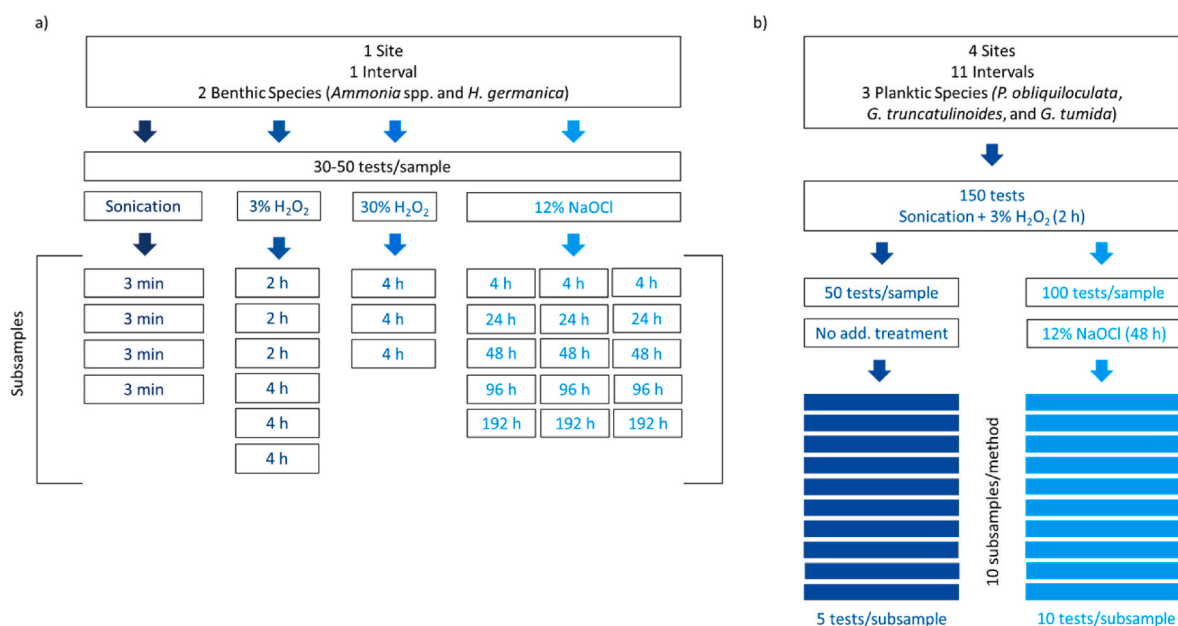 a)
1 Site
1 Interval
2 Benthic Species (Ammonia spp. and H. germanica)
30-50 tests/sample
Sonication
3% H₂O₂
30% H₂O₂
12% NaOCl
Subsamples
3 min
2 h
4 h
4 h
4 h
4 h
3 min
2 h
4 h
24 h
24 h
24 h
3 min
2 h
4 h
48 h
48 h
48 h
3 min
4 h
96 h
96 h
96 h
4 h
192 h
192 h
192 h
4 h
b)
4 Sites
11 Intervals
3 Planktic Species (P. obliquiloculata,
G. truncatulinoides, and G. tumida)
150 tests
Sonication + 3% H₂O₂ (2 h)
50 tests/sample
100 tests/sample
No add. treatment
12% NaOCl (48 h)
10 subsamples/method
5 tests/subsample
10 tests/subsample